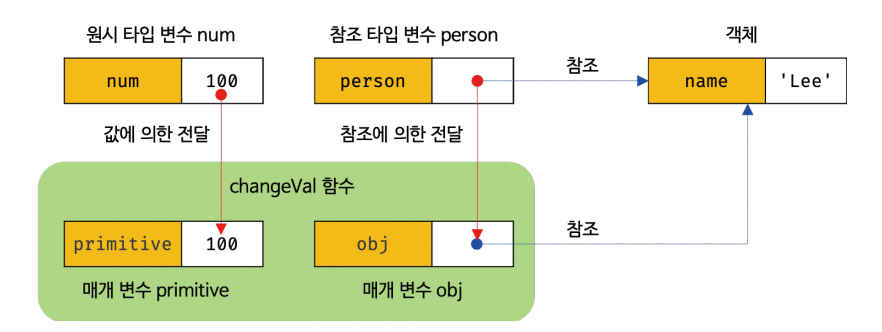 원시 타입 변수 num
참조 타입 변수 person
객체
num
100
person
참조
name
'Lee'
값에 의한 전달
참조에 의한 전달
changeVal 함수
primitive
100
obj
참조
매개 변수 primitive
매개 변수 obj